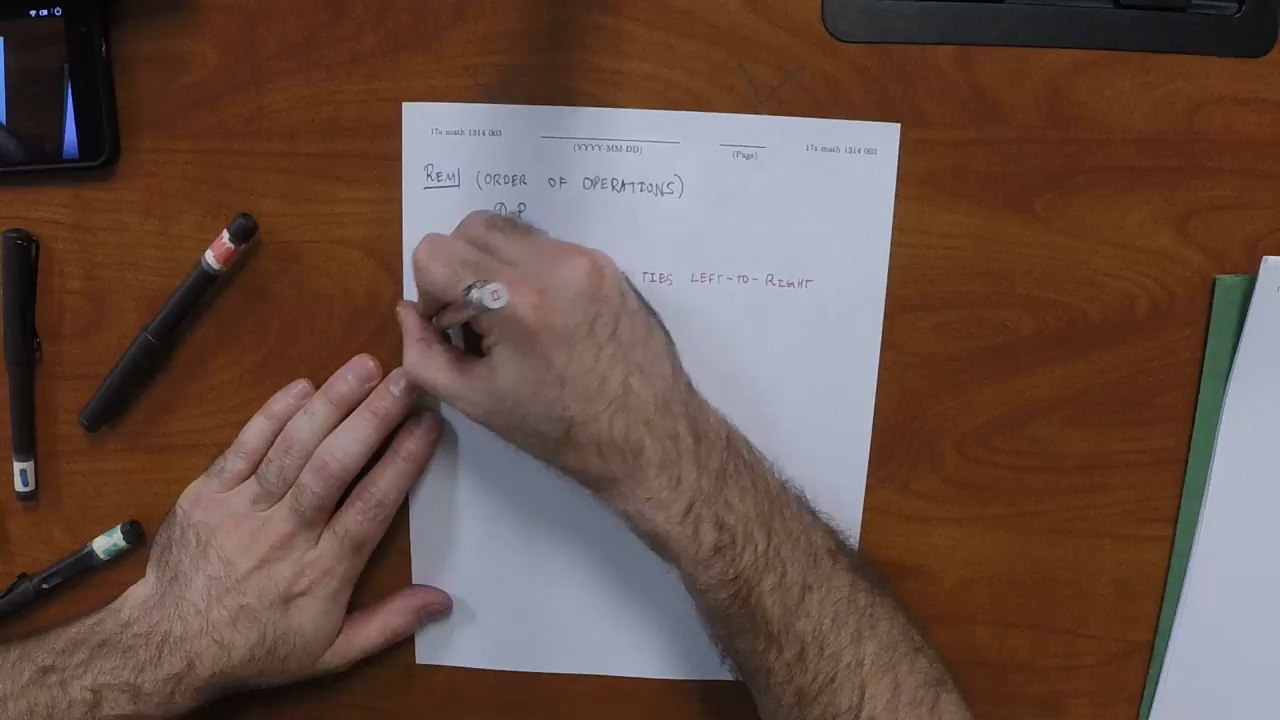 17s math 1314 003 (YYYY-MM-DD) (Page) 17s math 1314 003
REM (ORDER OF OPERATIONS)
① P
TIES LEFT-TO-RIGHT